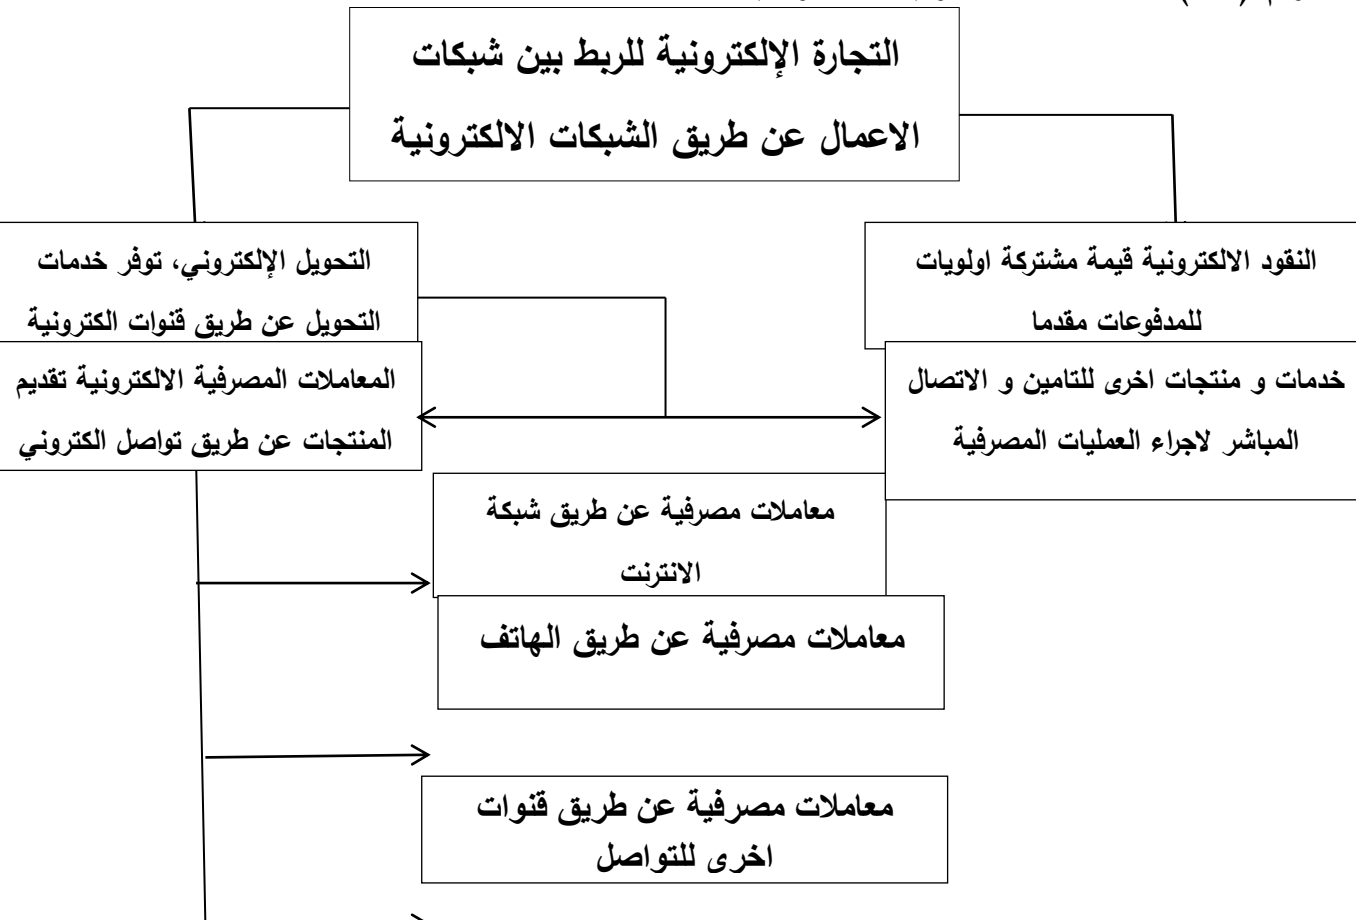 التجارة الإلكترونية للربط بين شبكات
الاعمال عن طريق الشبكات الالكترونية
النقود الالكترونية قيمة مشتركة اولويات
للمدفوعات مقدما
التحويل الإلكتروني، توفر خدمات
التحويل عن طريق قنوات الكترونية
خدمات و منتجات اخرى للتامين و الاتصال
المباشر لاجراء العمليات المصرفية
المعاملات المصرفية الالكترونية تقديم
المنتجات عن طريق تواصل الكتروني
معاملات مصرفية عن طريق شبكة
الانترنت
معاملات مصرفية عن طريق الهاتف
معاملات مصرفية عن طريق قنوات
اخرى للتواصل